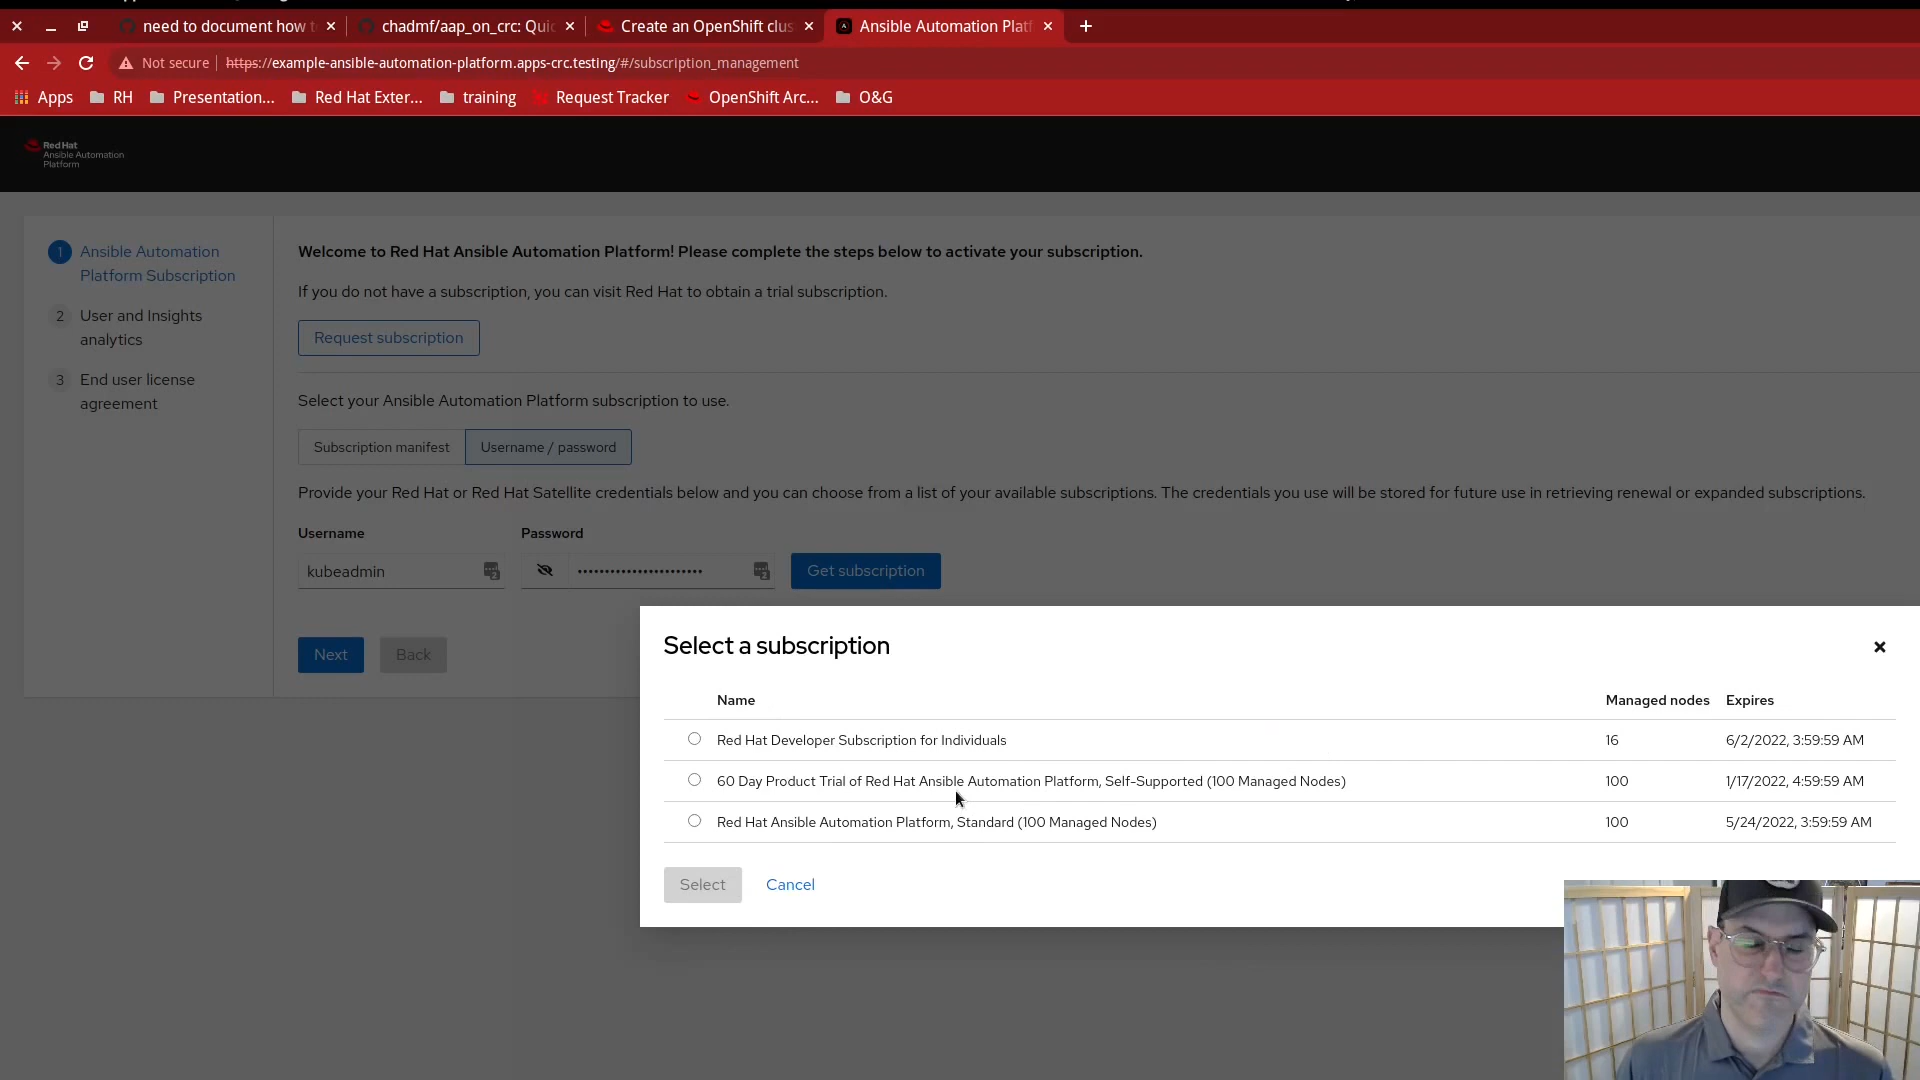 need to document how t
chadmf/aap_on_crc: Quic
Create an OpenShift clus
Ansible Automation Platf
Not secure
https://example-ansible-automation-platform.apps-crc.testing/#/subscription_management
Apps
RH
Presentation...
Red Hat Exter...
training
Request Tracker
OpenShift Arc...
O&G
Red Hat
Ansible Automation
Platform
1
Ansible Automation
Platform Subscription
2
User and Insights
analytics
3
End user license
agreement
Welcome to Red Hat Ansible Automation Platform! Please complete the steps below to activate your subscription.
If you do not have a subscription, you can visit Red Hat to obtain a trial subscription.
Request subscription
Select your Ansible Automation Platform subscription to use.
Subscription manifest
Username / password
Provide your Red Hat or Red Hat Satellite credentials below and you can choose from a list of your available subscriptions. The credentials you use will be stored for future use in retrieving renewal or expanded subscriptions.
Username
Password
kubeadmin
•••••••••••••••••••••••
Get subscription
Next
Back
Select a subscription
Name
Managed nodes
Expires
Red Hat Developer Subscription for Individuals
16
6/2/2022, 3:59:59 AM
60 Day Product Trial of Red Hat Ansible Automation Platform, Self-Supported (100 Managed Nodes)
100
1/17/2022, 4:59:59 AM
Red Hat Ansible Automation Platform, Standard (100 Managed Nodes)
100
5/24/2022, 3:59:59 AM
Select
Cancel